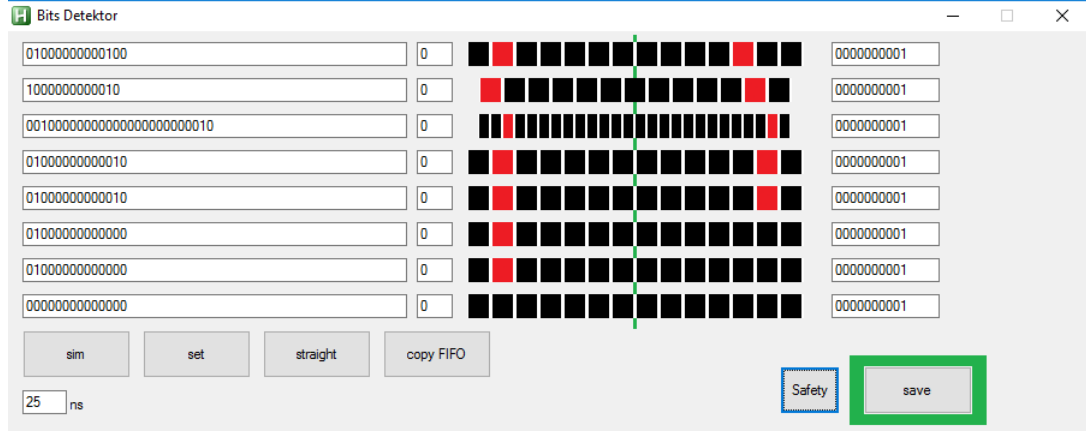 Bits Detektor
01000000000100 0 0000000001
1000000000010 0 0000000001
00100000000000000000000010 0 0000000001
01000000000010 0 0000000001
01000000000010 0 0000000001
01000000000000 0 0000000001
01000000000000 0 0000000001
00000000000000 0 0000000001
sim set straight copy FIFO
Safety save
25 ns